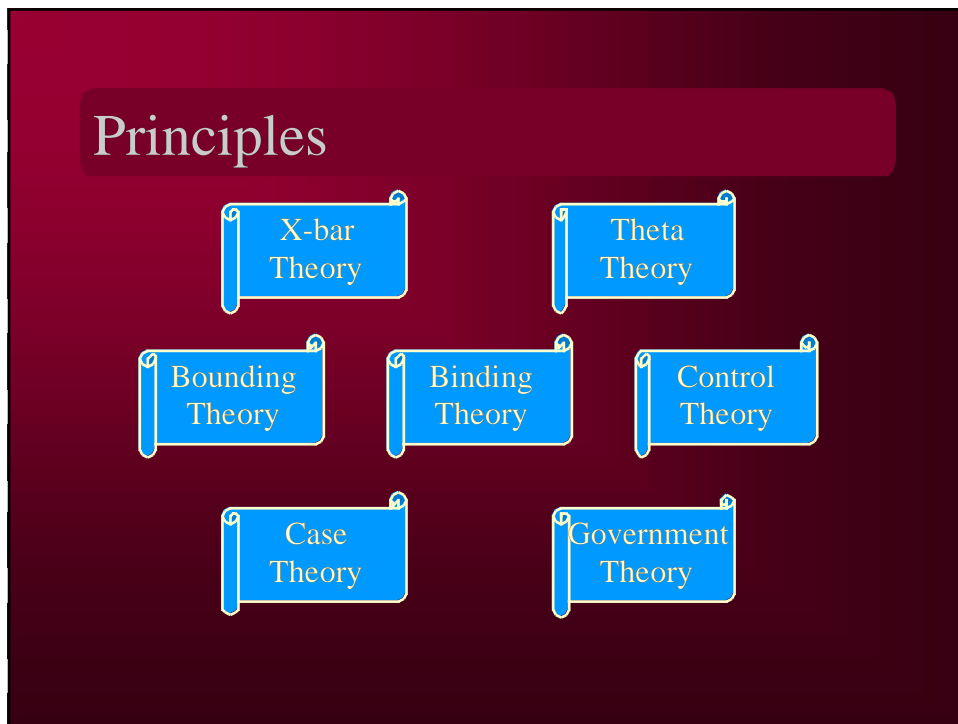 Principles
X-bar
Theory
Theta
Theory
Bounding
Theory
Binding
Theory
Control
Theory
Case
Theory
Government
Theory